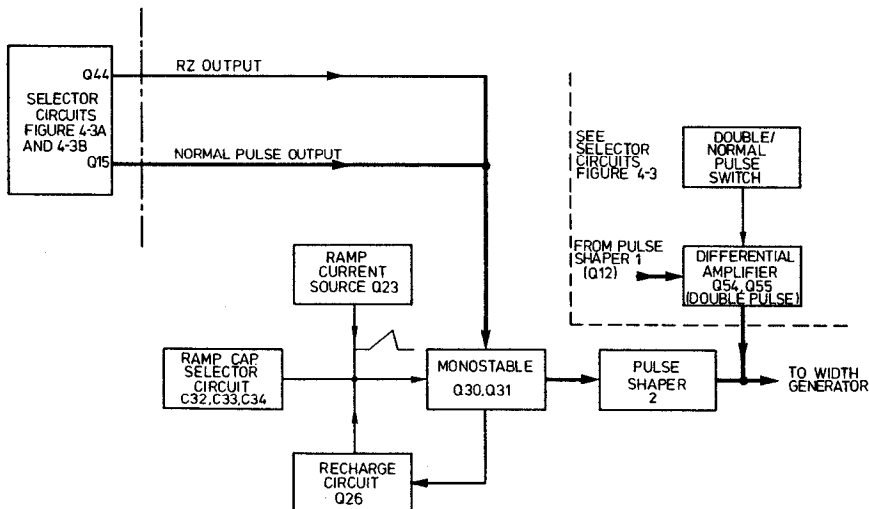 SELECTOR
CIRCUITS
FIGURE 4-3A
AND 4-3B
Q44
Q15
RZ OUTPUT
NORMAL PULSE OUTPUT
SEE
SELECTOR
CIRCUITS
FIGURE 4-3
DOUBLE/
NORMAL
PULSE
SWITCH
FROM PULSE
SHAPER 1
(Q12)
DIFFERENTIAL
AMPLIFIER
Q54,Q55
(DOUBLE PULSE)
RAMP
CURRENT
SOURCE Q23
RAMP CAP
SELECTOR
CIRCUIT
C32,C33,C34
MONOSTABLE
Q30,Q31
PULSE
SHAPER
2
TO WIDTH
GENERATOR
RECHARGE
CIRCUIT
Q26